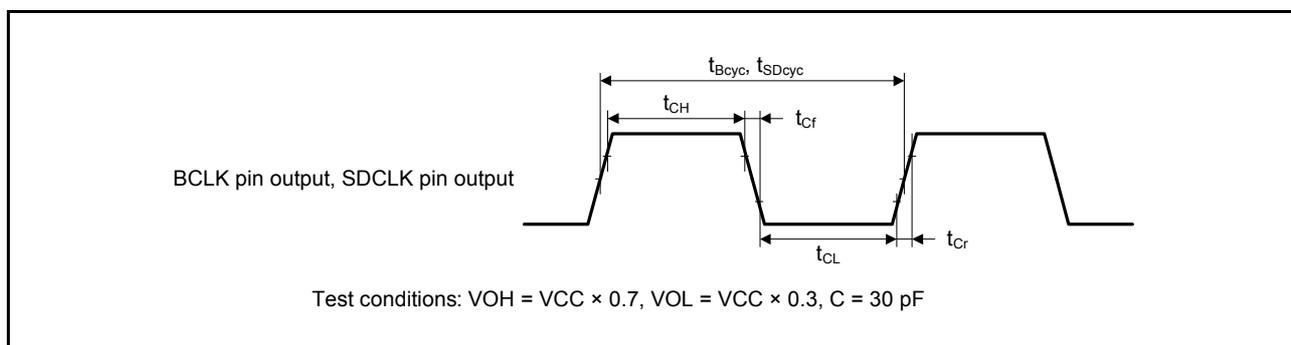 tBcyc, tSDcyc
tCH
tCf
BCLK pin output, SDCLK pin output
tCL
tCr
Test conditions: VOH = VCC × 0.7, VOL = VCC × 0.3, C = 30 pF